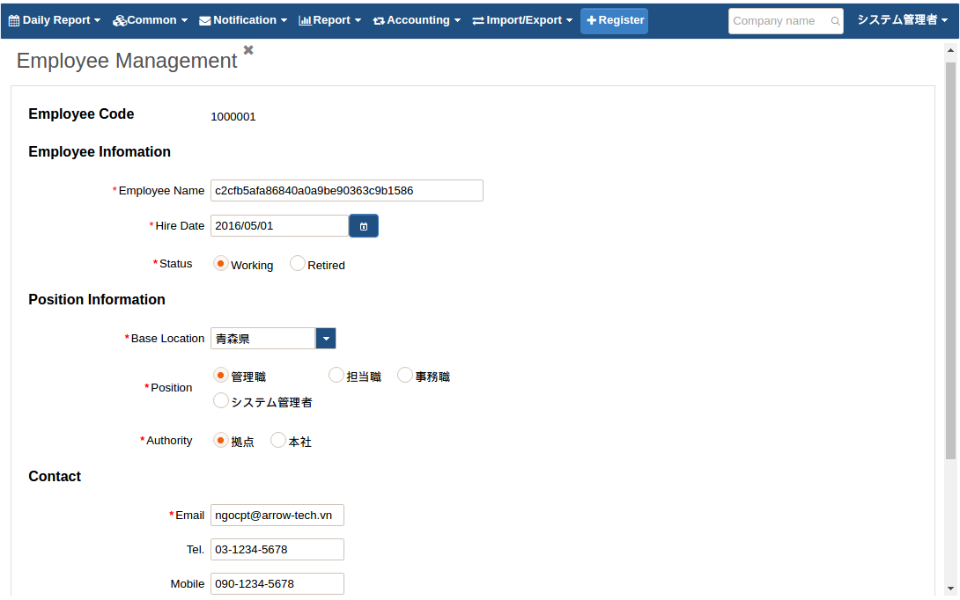 Daily Report Common Notification Report Accounting Import/Export + Register Company name システム管理者
Employee Management ✖
Employee Code 1000001
Employee Infomation
*Employee Name c2cfb5afa86840a0a9be90363c9b1586
*Hire Date 2016/05/01
*Status Working Retired
Position Information
*Base Location 青森県
*Position 管理職 担当職 事務職
システム管理者
*Authority 拠点 本社
Contact
*Email ngocpt@arrow-tech.vn
Tel. 03-1234-5678
Mobile 090-1234-5678